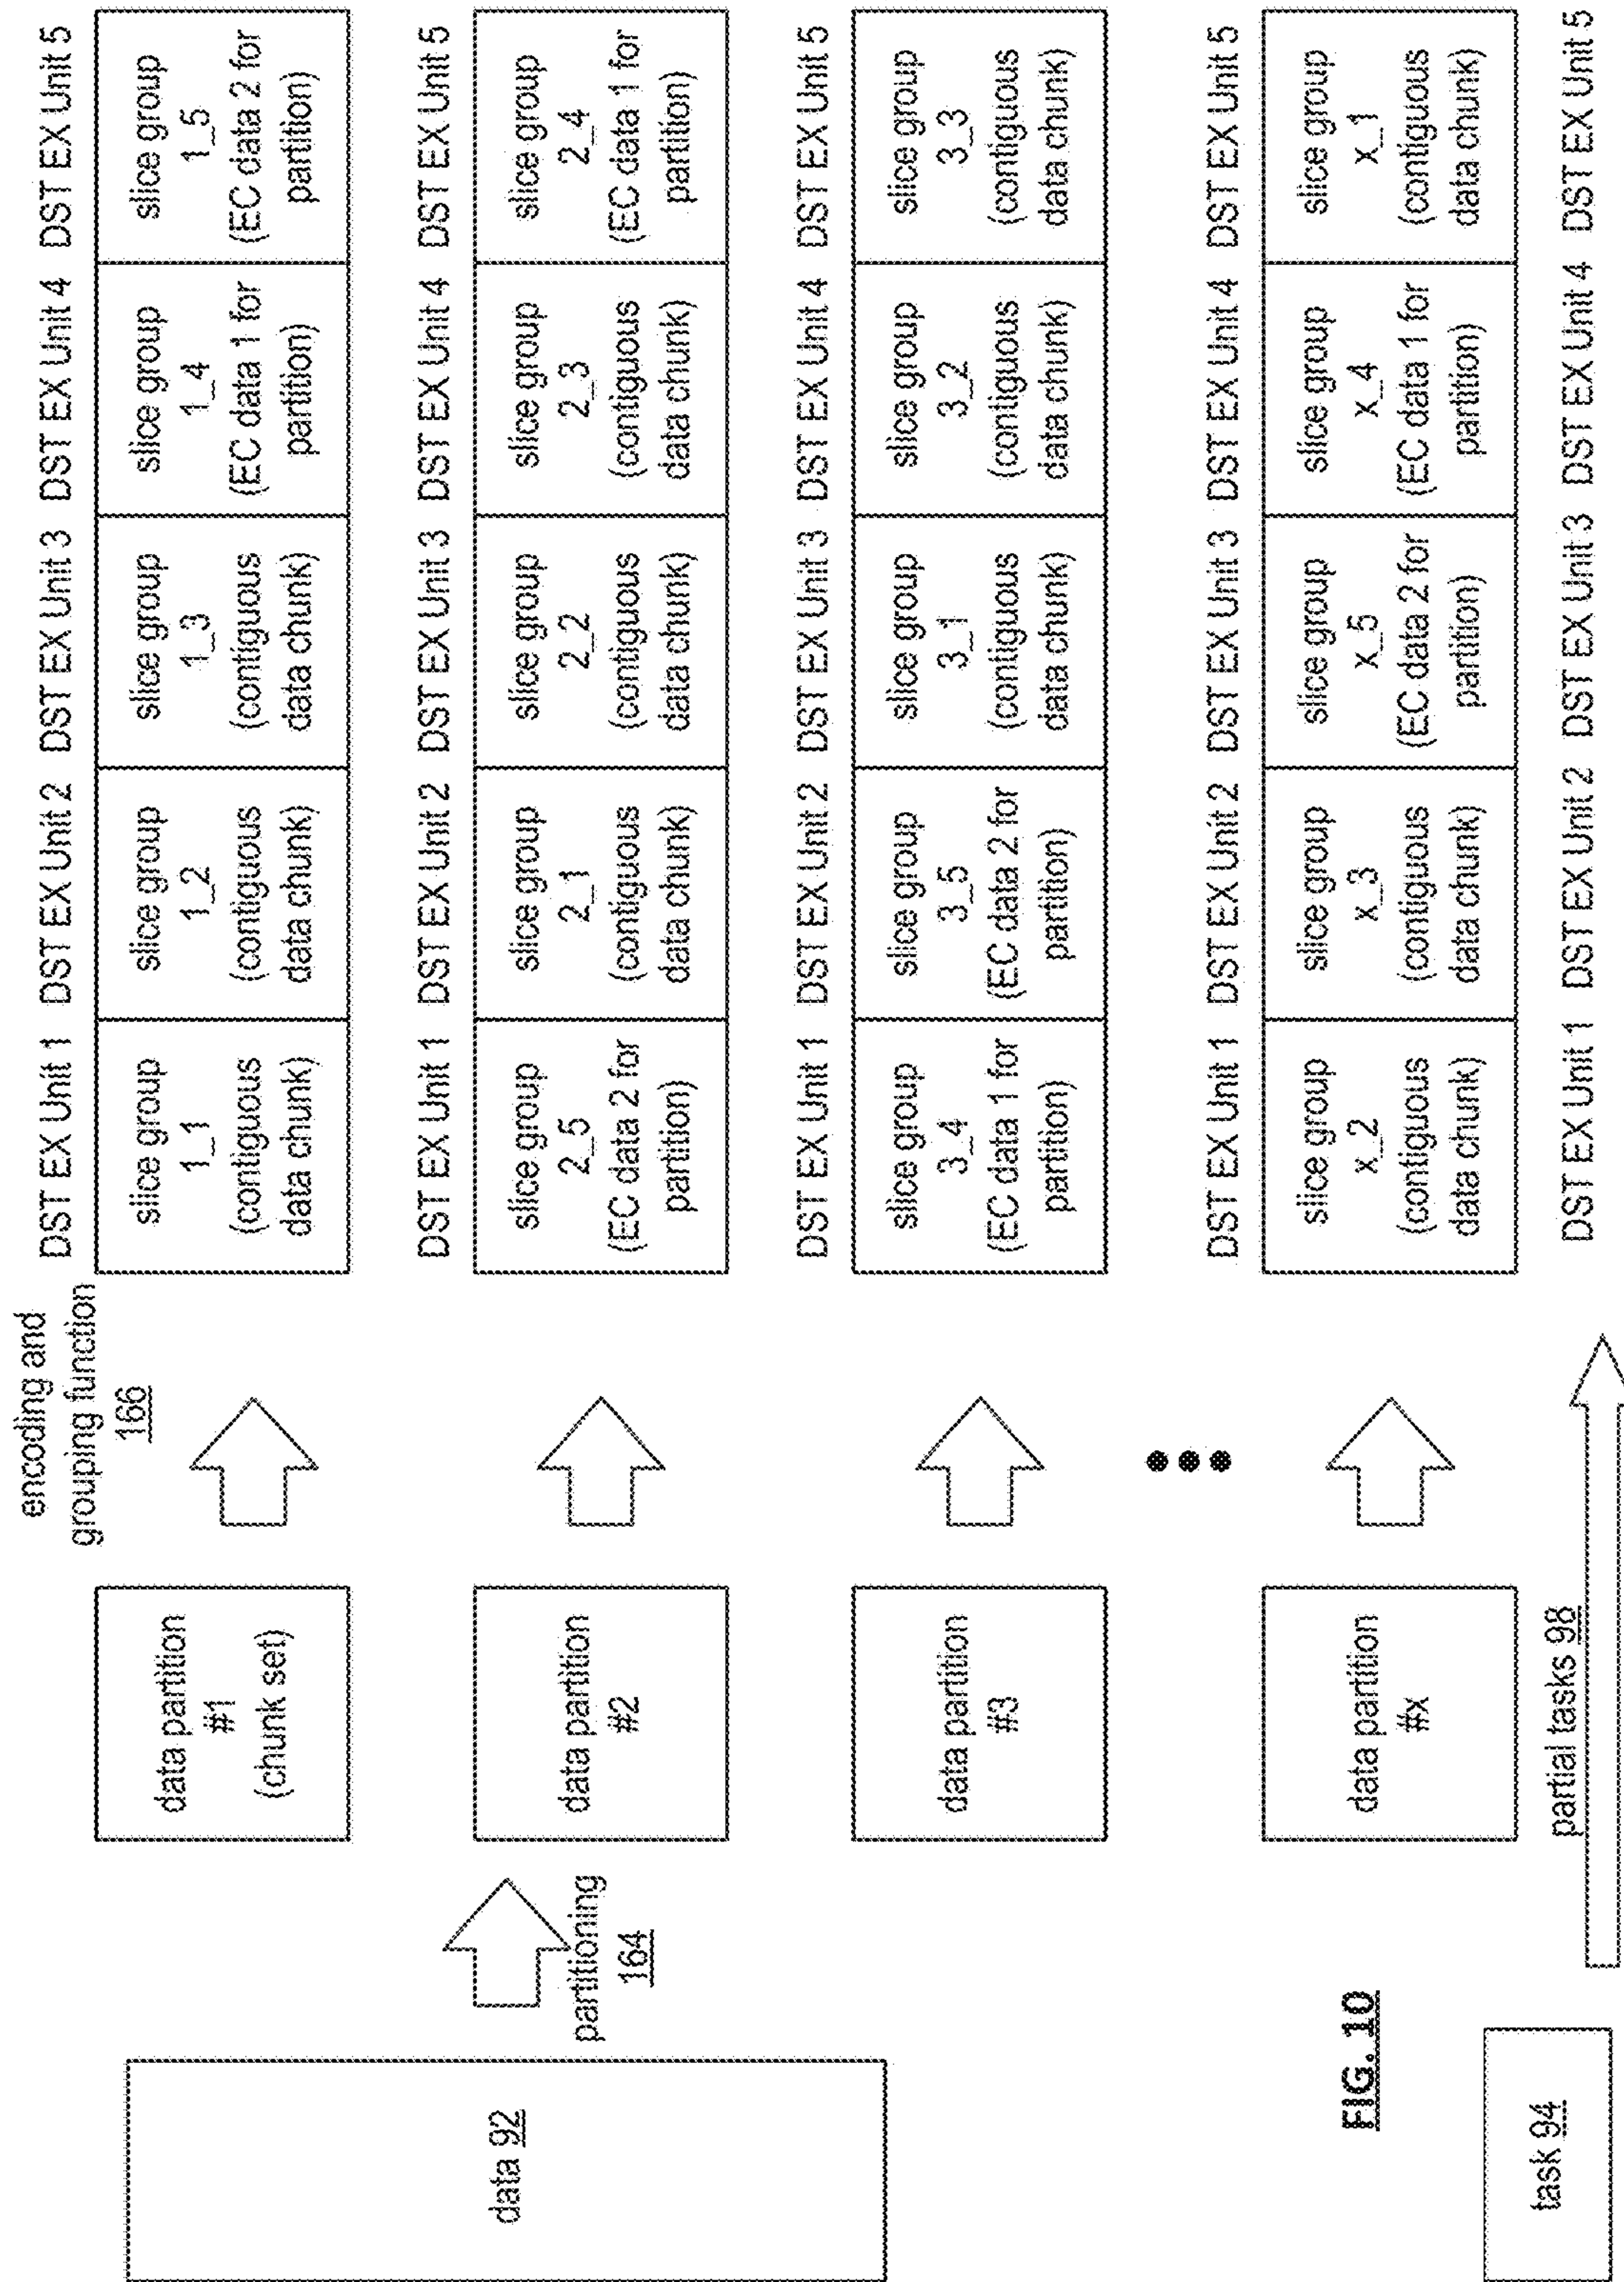 encoding and
grouping function
166
data 92
partitioning
164
data partition
#1
(chunk set)
DST EX Unit 1 DST EX Unit 2 DST EX Unit 3 DST EX Unit 4 DST EX Unit 5
slice group
1_1
(contiguous
data chunk)
slice group
1_2
(contiguous
data chunk)
slice group
1_3
(contiguous
data chunk)
slice group
1_4
(EC data 1 for
partition)
slice group
1_5
(EC data 2 for
partition)
data partition
#2
DST EX Unit 1 DST EX Unit 2 DST EX Unit 3 DST EX Unit 4 DST EX Unit 5
slice group
2_5
(EC data 2 for
partition)
slice group
2_1
(contiguous
data chunk)
slice group
2_2
(contiguous
data chunk)
slice group
2_3
(contiguous
data chunk)
slice group
2_4
(EC data 1 for
partition)
data partition
#3
DST EX Unit 1 DST EX Unit 2 DST EX Unit 3 DST EX Unit 4 DST EX Unit 5
slice group
3_4
(EC data 1 for
partition)
slice group
3_5
(EC data 2 for
partition)
slice group
3_1
(contiguous
data chunk)
slice group
3_2
(contiguous
data chunk)
slice group
3_3
(contiguous
data chunk)
data partition
#x
DST EX Unit 1 DST EX Unit 2 DST EX Unit 3 DST EX Unit 4 DST EX Unit 5
slice group
x_2
(contiguous
data chunk)
slice group
x_3
(contiguous
data chunk)
slice group
x_5
(EC data 2 for
partition)
slice group
x_4
(EC data 1 for
partition)
slice group
x_1
(contiguous
data chunk)
FIG. 10
task 94
partial tasks 98
DST EX Unit 1 DST EX Unit 2 DST EX Unit 3 DST EX Unit 4 DST EX Unit 5